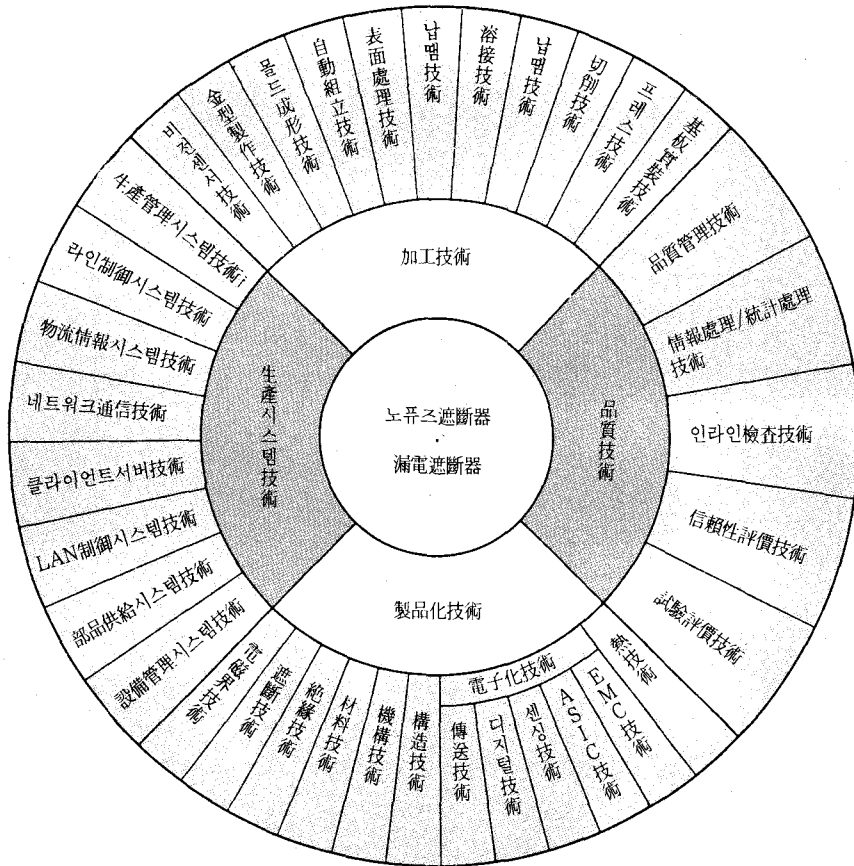 비전센서技術
金型製作技術
몰드成形技術
自動組立技術
表面處理技術
납땜技術
溶接技術
납땜技術
切削技術
프레스技術
基板實裝技術
品質管理技術
情報處理/統計處理
技術
인라인檢査技術
信賴性評價技術
試驗評價技術
熱技術
電子化技術
EMC技術
ASIC技術
센싱技術
디지털技術
傳送技術
構造技術
機構技術
材料技術
絶緣技術
遮斷技術
電磁界技術
設備管理시스템技術
部品供給시스템技術
LAN制御시스템技術
클라이언트서버技術
네트워크通信技術
物流情報시스템技術
라인制御시스템技術
生産管理시스템技術
加工技術
品質技術
製品化技術
生産시스템技術
노퓨즈遮斷器
·
漏電遮斷器